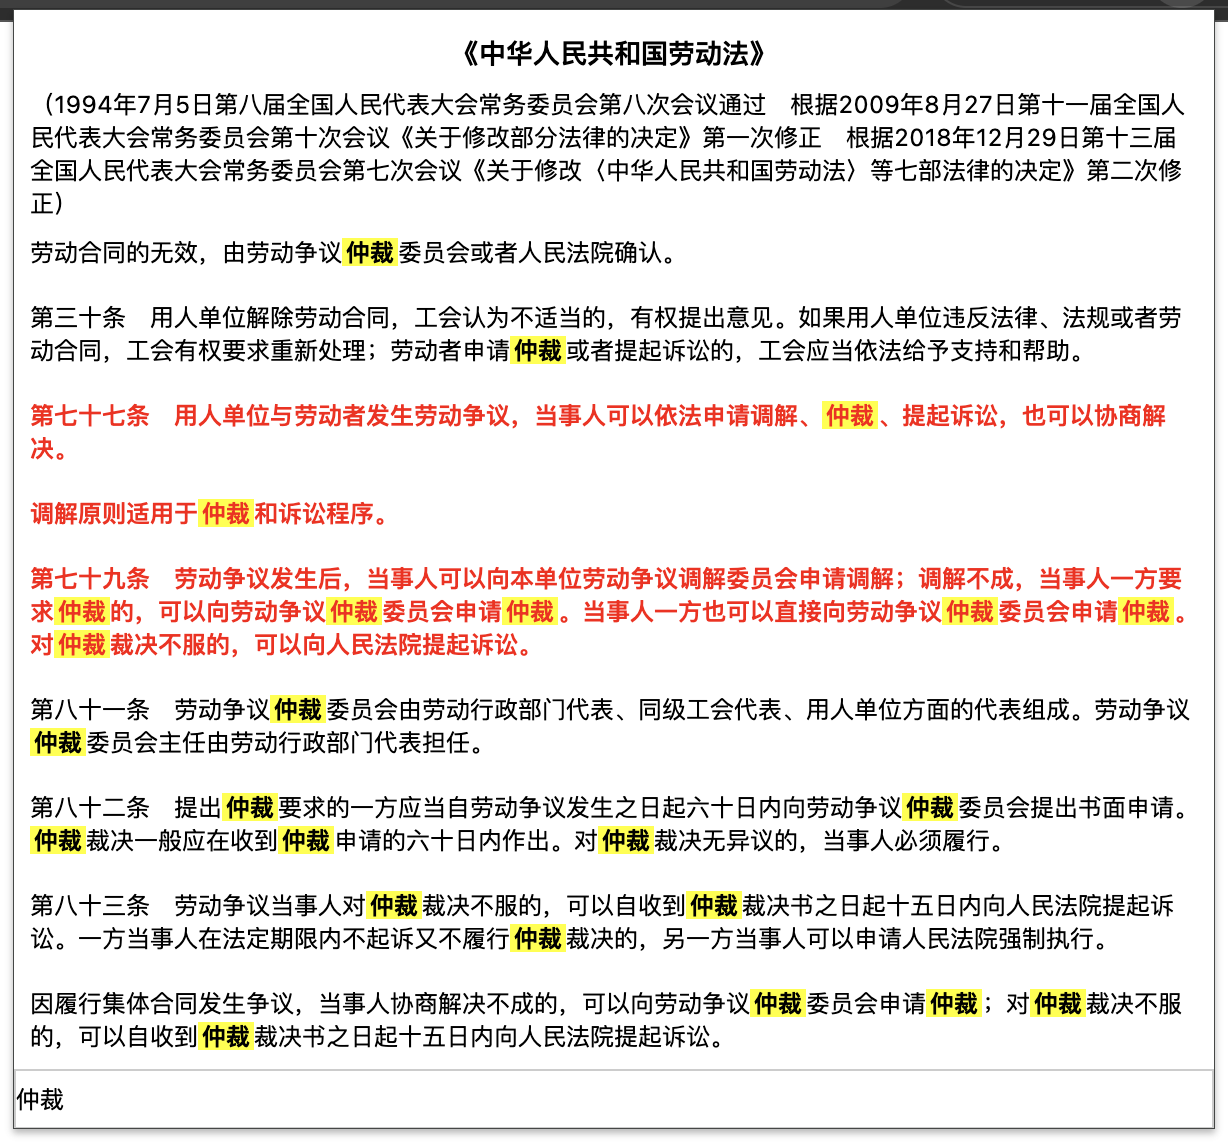 《中华人民共和国劳动法》
（1994年7月5日第八届全国人民代表大会常务委员会第八次会议通过　根据2009年8月27日第十一届全国人
民代表大会常务委员会第十次会议《关于修改部分法律的决定》第一次修正　根据2018年12月29日第十三届
全国人民代表大会常务委员会第七次会议《关于修改〈中华人民共和国劳动法〉等七部法律的决定》第二次修
正）
劳动合同的无效，由劳动争议仲裁委员会或者人民法院确认。
第三十条　用人单位解除劳动合同，工会认为不适当的，有权提出意见。如果用人单位违反法律、法规或者劳
动合同，工会有权要求重新处理；劳动者申请仲裁或者提起诉讼的，工会应当依法给予支持和帮助。
第七十七条　用人单位与劳动者发生劳动争议，当事人可以依法申请调解、仲裁、提起诉讼，也可以协商解
决。
调解原则适用于仲裁和诉讼程序。
第七十九条　劳动争议发生后，当事人可以向本单位劳动争议调解委员会申请调解；调解不成，当事人一方要
求仲裁的，可以向劳动争议仲裁委员会申请仲裁。当事人一方也可以直接向劳动争议仲裁委员会申请仲裁。
对仲裁裁决不服的，可以向人民法院提起诉讼。
第八十一条　劳动争议仲裁委员会由劳动行政部门代表、同级工会代表、用人单位方面的代表组成。劳动争议
仲裁委员会主任由劳动行政部门代表担任。
第八十二条　提出仲裁要求的一方应当自劳动争议发生之日起六十日内向劳动争议仲裁委员会提出书面申请。
仲裁裁决一般应在收到仲裁申请的六十日内作出。对仲裁裁决无异议的，当事人必须履行。
第八十三条　劳动争议当事人对仲裁裁决不服的，可以自收到仲裁裁决书之日起十五日内向人民法院提起诉
讼。一方当事人在法定期限内不起诉又不履行仲裁裁决的，另一方当事人可以申请人民法院强制执行。
因履行集体合同发生争议，当事人协商解决不成的，可以向劳动争议仲裁委员会申请仲裁；对仲裁裁决不服
的，可以自收到仲裁裁决书之日起十五日内向人民法院提起诉讼。
仲裁